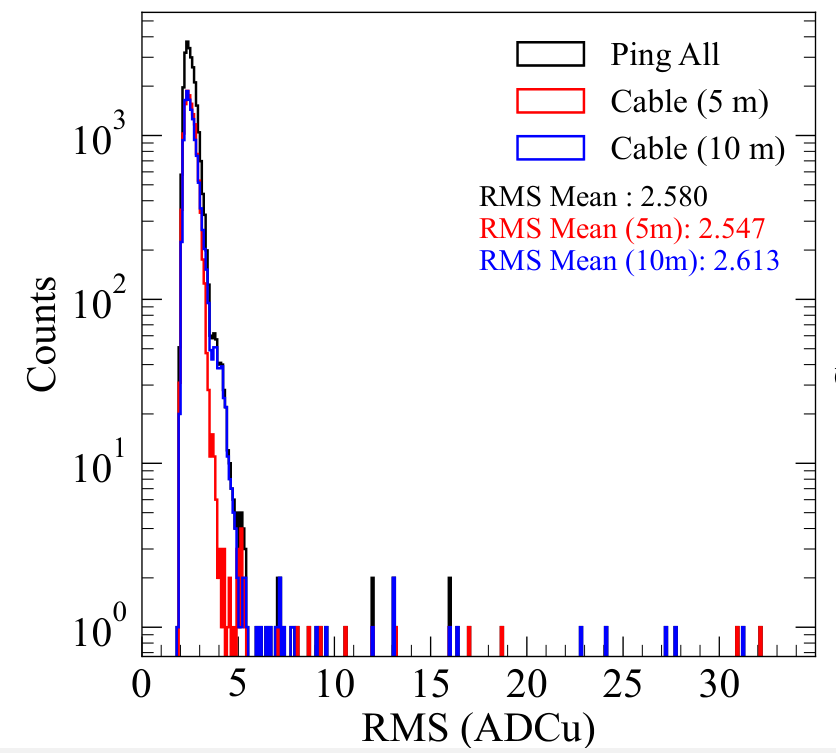 Ping All
Cable (5 m)
Cable (10 m)
RMS Mean : 2.580
RMS Mean (5m): 2.547
RMS Mean (10m): 2.613
Counts
10³
10²
10¹
10⁰
0 5 10 15 20 25 30
RMS (ADCu)